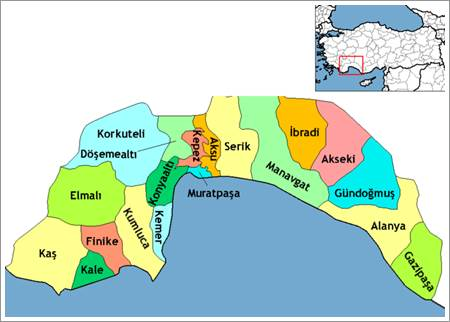 Korkuteli
Döşemealtı
Kepez
Aksu
Serik
İbradi
Akseki
Gündoğmuş
Manavgat
Muratpaşa
Konyaaltı
Elmalı
Kumluca
Kemer
Alanya
Gazipaşa
Kaş
Finike
Kale